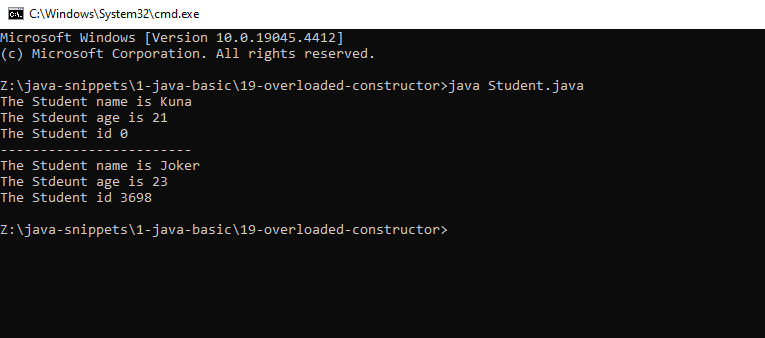 C:\Windows\System32\cmd.exe
Microsoft Windows [Version 10.0.19045.4412]
(c) Microsoft Corporation. All rights reserved.
Z:\java-snippets\1-java-basic\19-overloaded-constructor>java Student.java
The Student name is Kuna
The Stdeunt age is 21
The Student id 0
------------------------
The Student name is Joker
The Stdeunt age is 23
The Student id 3698
Z:\java-snippets\1-java-basic\19-overloaded-constructor>